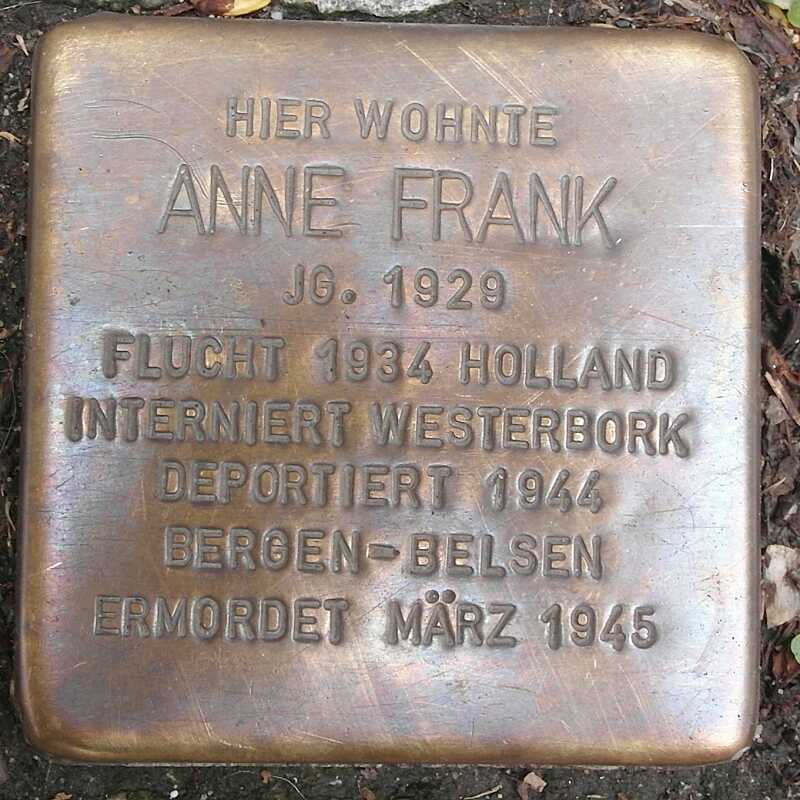 HIER WOHNTE
ANNE FRANK
JG. 1929
FLUCHT 1934 HOLLAND
INTERNIERT WESTERBORK
DEPORTIERT 1944
BERGEN-BELSEN
ERMORDET MÄRZ 1945